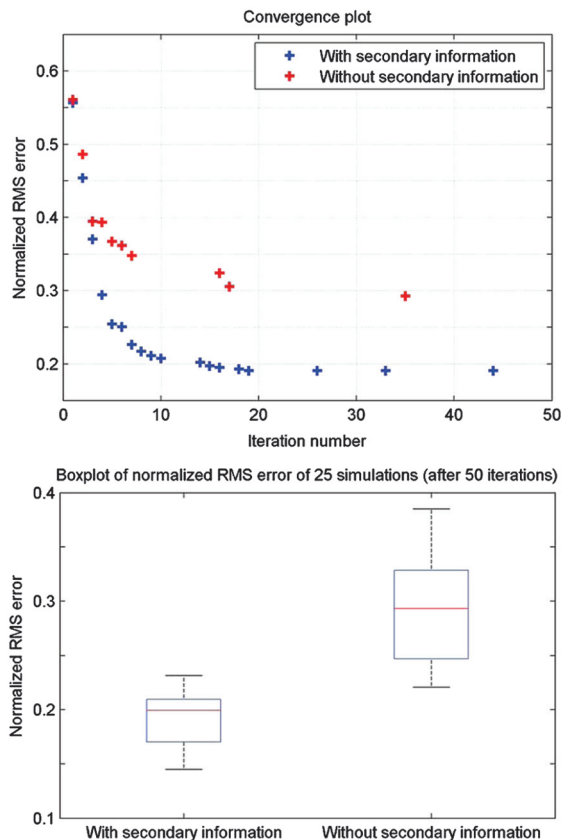 Convergence plot
With secondary information
Without secondary information
Normalized RMS error
0.6
0.5
0.4
0.3
0.2
0 10 20 30 40 50
Iteration number
Boxplot of normalized RMS error of 25 simulations (after 50 iterations)
Normalized RMS error
0.4
0.3
0.2
0.1
With secondary information Without secondary information